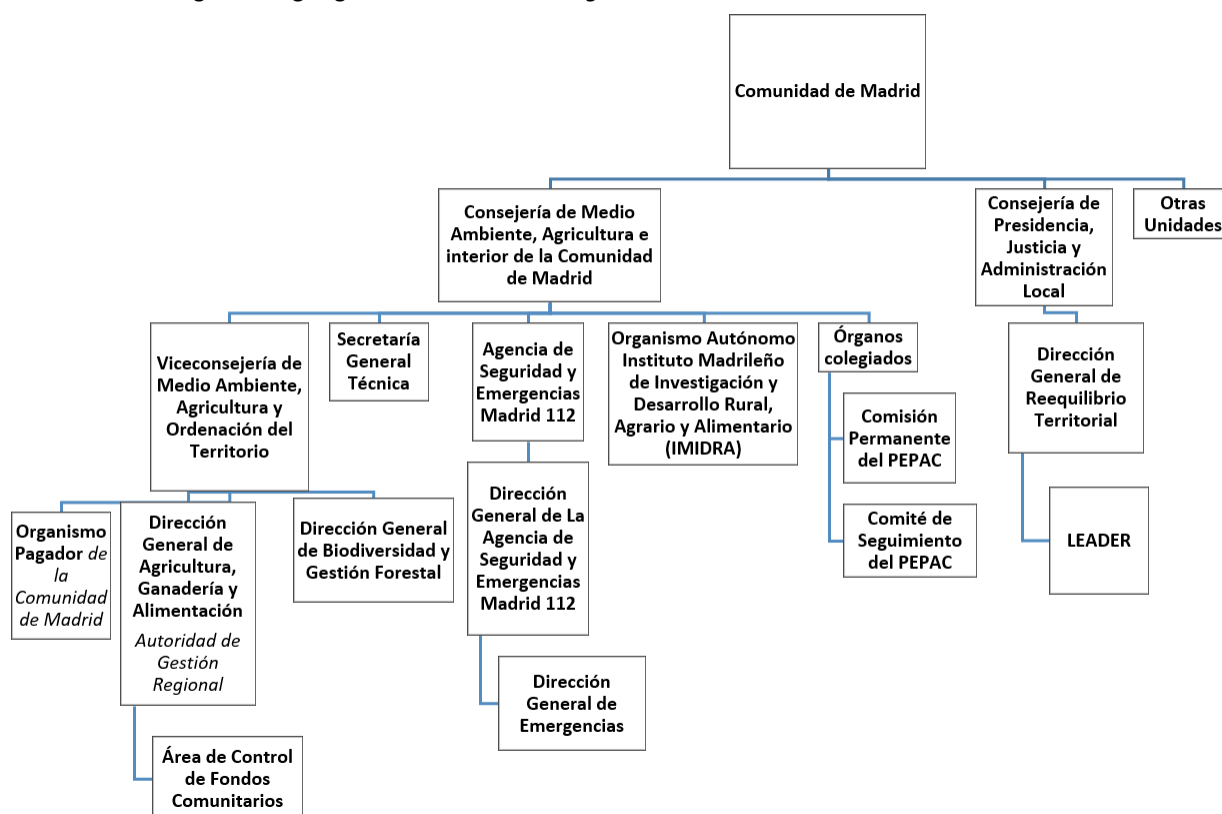 Comunidad de Madrid
Consejería de Medio
Ambiente, Agricultura e
interior de la Comunidad
de Madrid
Consejería de
Presidencia,
Justicia y
Administración
Local
Otras
Unidades
Viceconsejería de
Medio Ambiente,
Agricultura y
Ordenación del
Territorio
Secretaría
General
Técnica
Agencia de
Seguridad y
Emergencias
Madrid 112
Organismo Autónomo
Instituto Madrileño
de Investigación y
Desarrollo Rural,
Agrario y Alimentario
(IMIDRA)
Órganos
colegiados
Dirección
General de
Reequilibrio
Territorial
Comisión
Permanente
del PEPAC
Comité de
Seguimiento
del PEPAC
LEADER
Organismo
Pagador de
la
Comunidad
de Madrid
Dirección
General de
Agricultura,
Ganadería y
Alimentación
Autoridad de
Gestión
Regional
Dirección General
de Biodiversidad y
Gestión Forestal
Dirección
General de La
Agencia de
Seguridad y
Emergencias
Madrid 112
Dirección
General de
Emergencias
Área de Control
de Fondos
Comunitarios